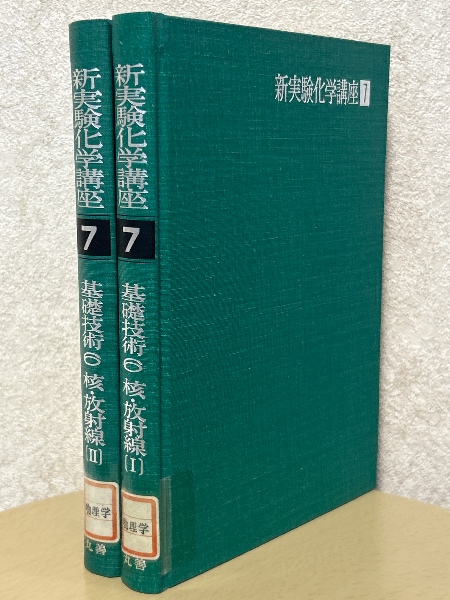 新実験化学講座
7
基礎技術6 核・放射線[II]
物理学
丸善
新実験化学講座
7
基礎技術6 核・放射線[I]
物理学
丸善
新実験化学講座 7